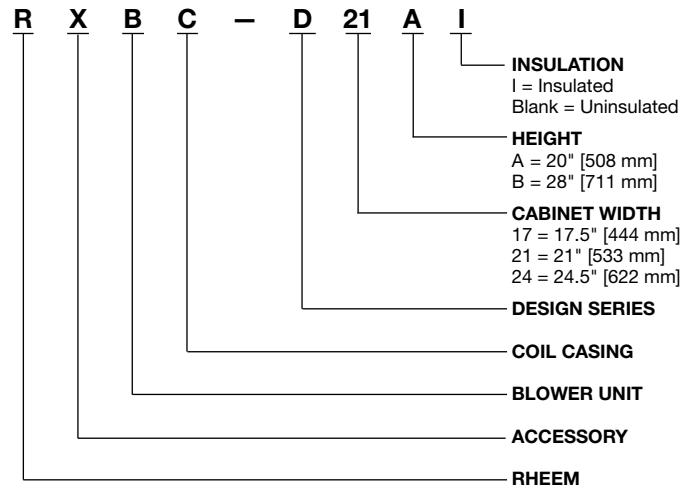 R X B C — D 21 A I
INSULATION
I = Insulated
Blank = Uninsulated
HEIGHT
A = 20" [508 mm]
B = 28" [711 mm]
CABINET WIDTH
17 = 17.5" [444 mm]
21 = 21" [533 mm]
24 = 24.5" [622 mm]
DESIGN SERIES
COIL CASING
BLOWER UNIT
ACCESSORY
RHEEM